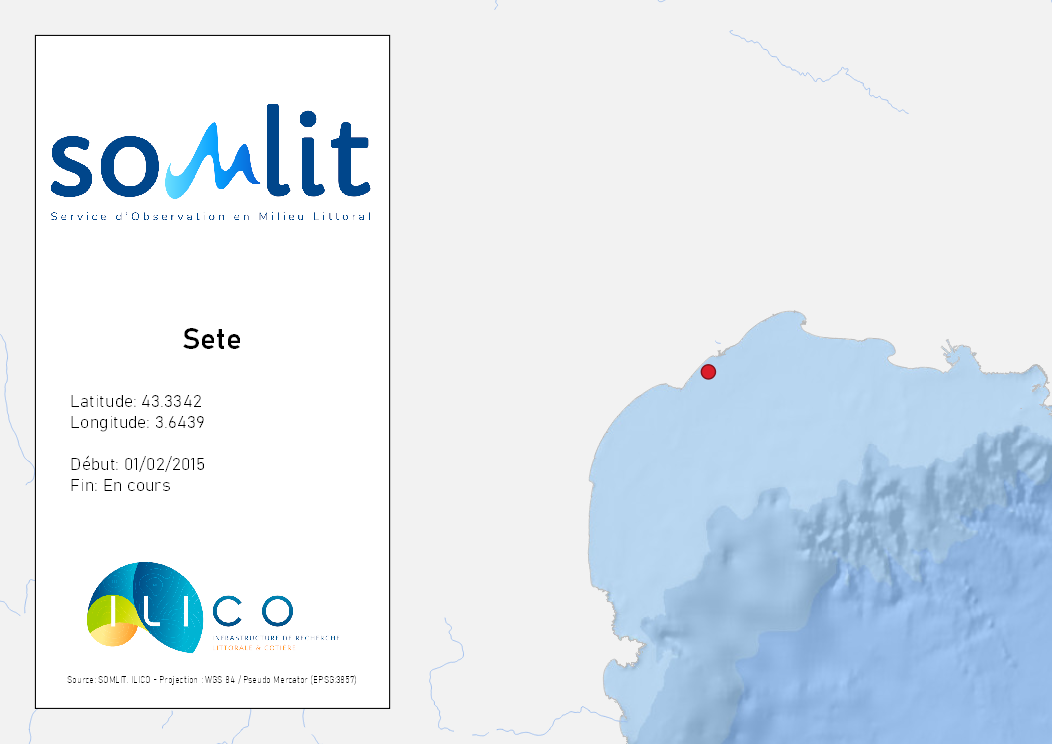 somlit
Service d'Observation en Milieu Littoral
Sete
Latitude: 43.3342
Longitude: 3.6439
Début: 01/02/2015
Fin: En cours
ILICO
INFRASTRUCTURE DE RECHERCHE
LITTORALE & CÔTIÈRE
Source: SOMLIT, ILICO - Projection : WGS 84 / Pseudo Mercator (EPSG:3857)